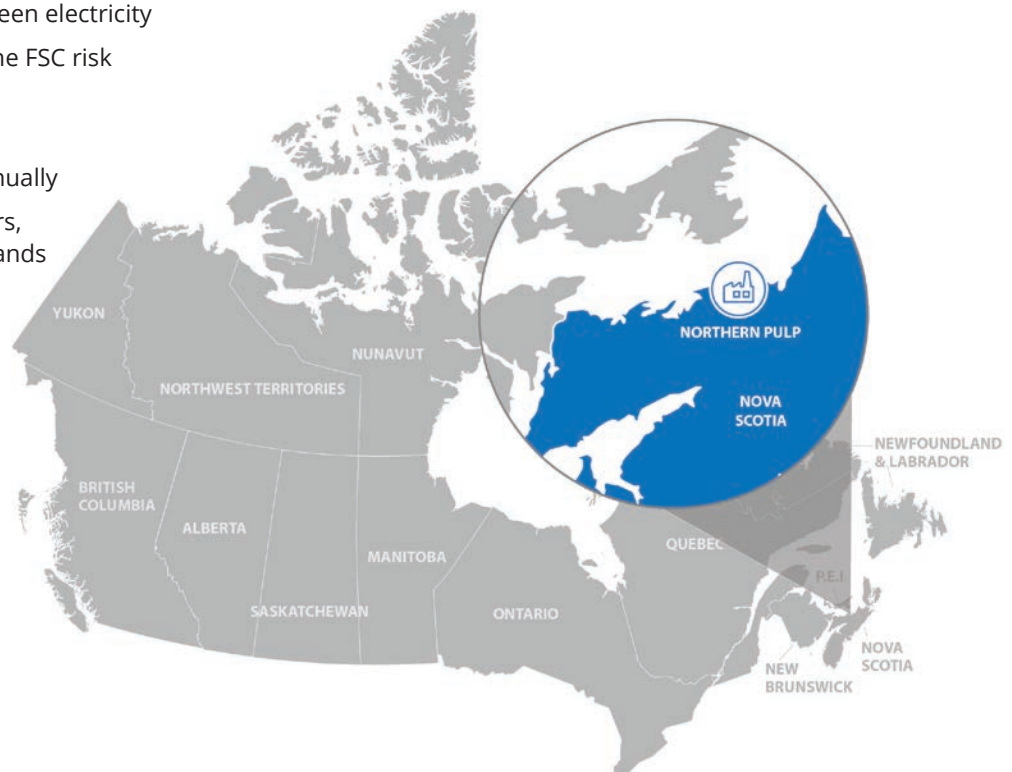 een electricity
ne FSC risk
nually
rs,
ands
YUKON
NUNAVUT
NORTHWEST TERRITORIES
NORTHERN PULP
NOVA
SCOTIA
BRITISH
COLUMBIA
ALBERTA
MANITOBA
SASKATCHEWAN
ONTARIO
QUEBEC
NEWFOUNDLAND
& LABRADOR
P.E.I
NOVA
SCOTIA
NEW
BRUNSWICK